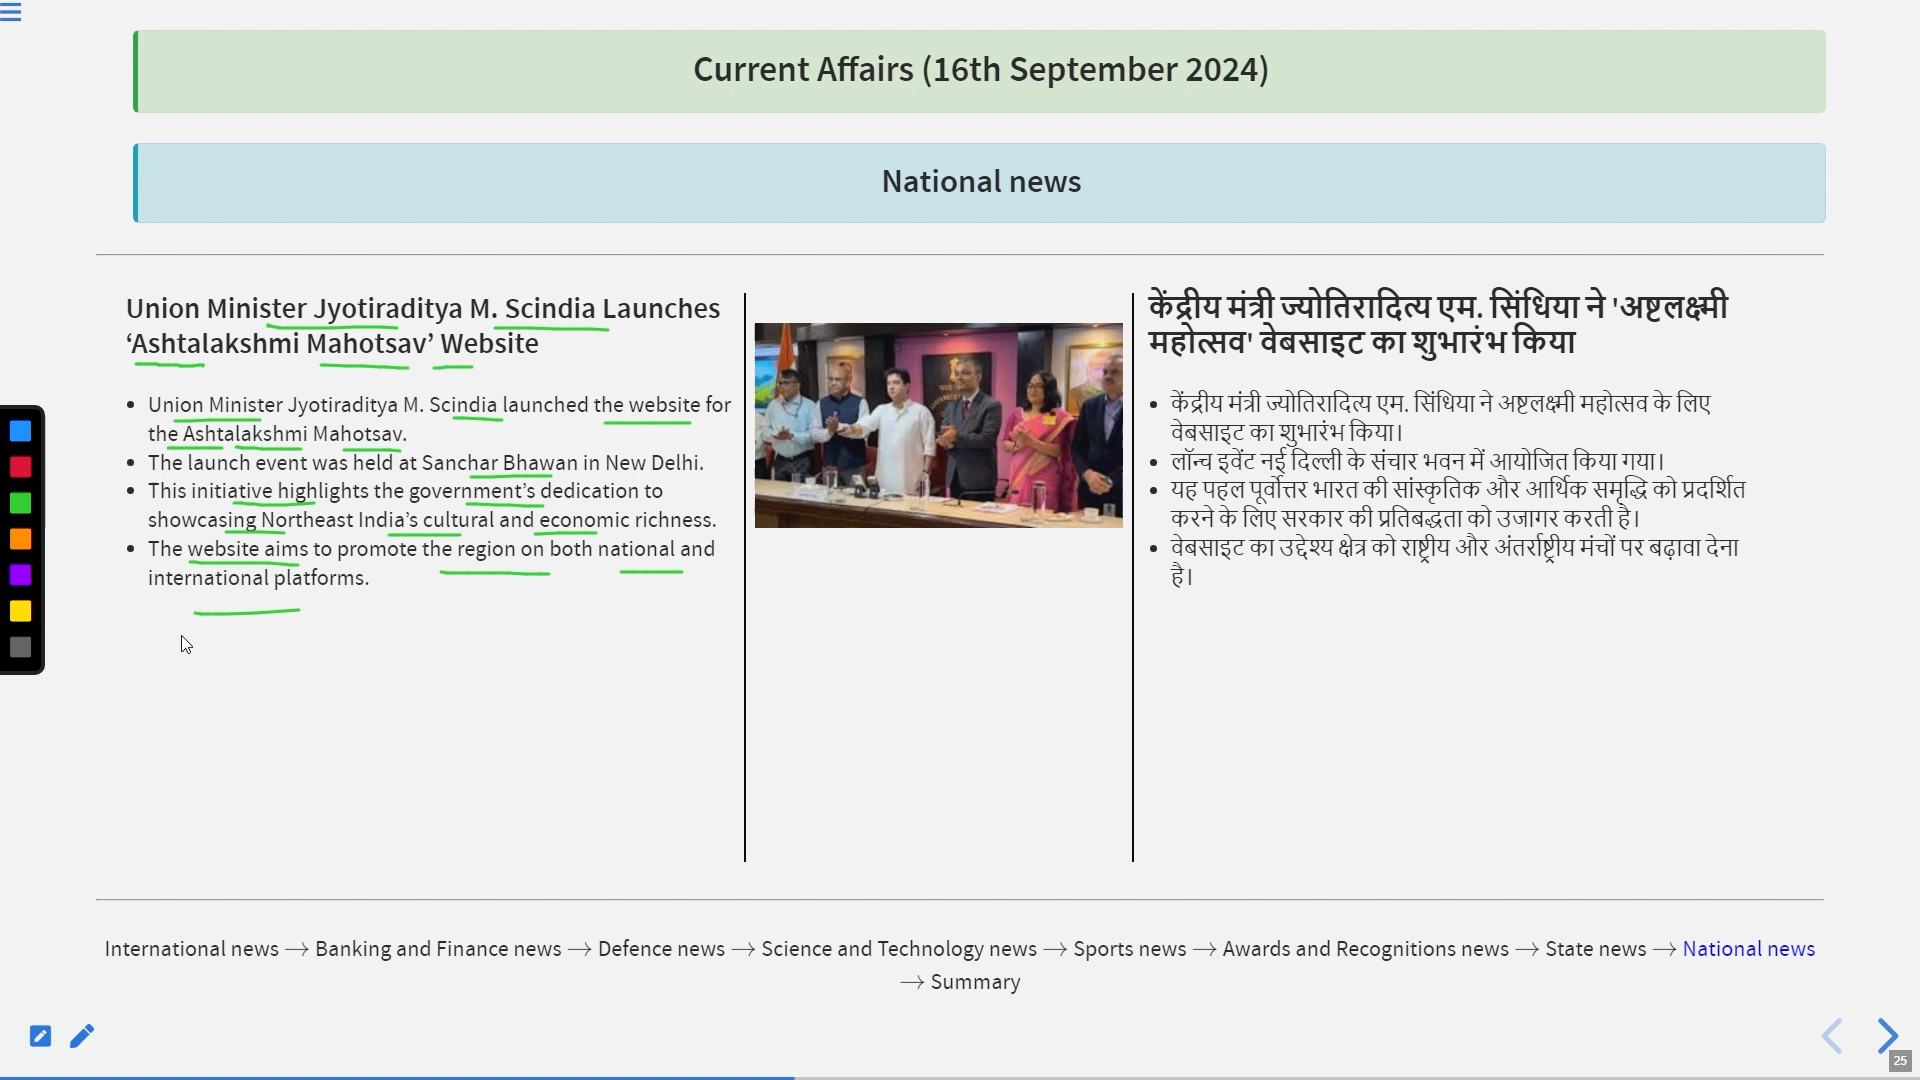 Current Affairs (16th September 2024)
National news
Union Minister Jyotiraditya M. Scindia Launches
‘Ashtalakshmi Mahotsav’ Website
• Union Minister Jyotiraditya M. Scindia launched the website for
the Ashtalakshmi Mahotsav.
• The launch event was held at Sanchar Bhawan in New Delhi.
• This initiative highlights the government’s dedication to
showcasing Northeast India’s cultural and economic richness.
• The website aims to promote the region on both national and
international platforms.
केंद्रीय मंत्री ज्योतिरादित्य एम. सिंधिया ने 'अष्टलक्ष्मी
महोत्सव' वेबसाइट का शुभारंभ किया
• केंद्रीय मंत्री ज्योतिरादित्य एम. सिंधिया ने अष्टलक्ष्मी महोत्सव के लिए
वेबसाइट का शुभारंभ किया।
• लॉन्च इवेंट नई दिल्ली के संचार भवन में आयोजित किया गया।
• यह पहल पूर्वोत्तर भारत की सांस्कृतिक और आर्थिक समृद्धि को प्रदर्शित
करने के लिए सरकार की प्रतिबद्धता को उजागर करती है।
• वेबसाइट का उद्देश्य क्षेत्र को राष्ट्रीय और अंतर्राष्ट्रीय मंचों पर बढ़ावा देना
है।
International news → Banking and Finance news → Defence news → Science and Technology news → Sports news → Awards and Recognitions news → State news → National news
→ Summary
25